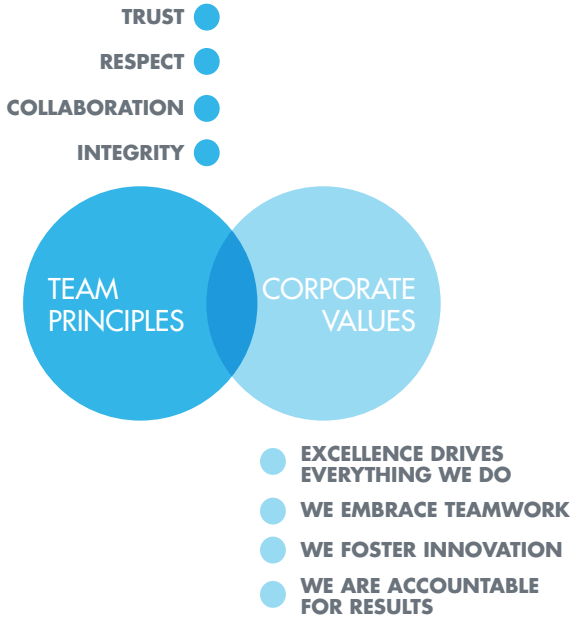 TRUST
RESPECT
COLLABORATION
INTEGRITY
TEAM
PRINCIPLES
CORPORATE
VALUES
EXCELLENCE DRIVES
EVERYTHING WE DO
WE EMBRACE TEAMWORK
WE FOSTER INNOVATION
WE ARE ACCOUNTABLE
FOR RESULTS